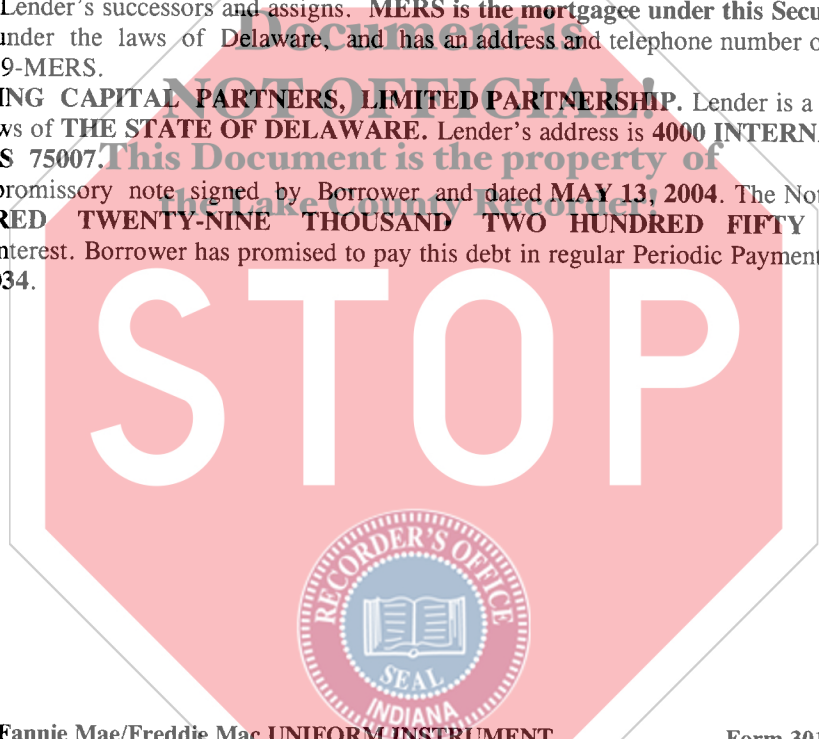 Lender's successors and assigns. MERS is the mortgagee under this Secu
under the laws of Delaware, and has an address and telephone number o
Document is
9-MERS.
NOT OFFICIAL!
ING CAPITAL PARTNERS, LIMITED PARTNERSHIP. Lender is a
ws of THE STATE OF DELAWARE. Lender's address is 4000 INTERNA
S 75007.
This Document is the property of
promissory note signed by Borrower and dated MAY 13, 2004. The Not
the Lake County Recorder!
RED TWENTY-NINE THOUSAND TWO HUNDRED FIFTY
nterest. Borrower has promised to pay this debt in regular Periodic Payment
34.
STOP
RECORDER'S OFFICE
SEAL
INDIANA
Fannie Mae/Freddie Mac UNIFORM INSTRUMENT
Form 301